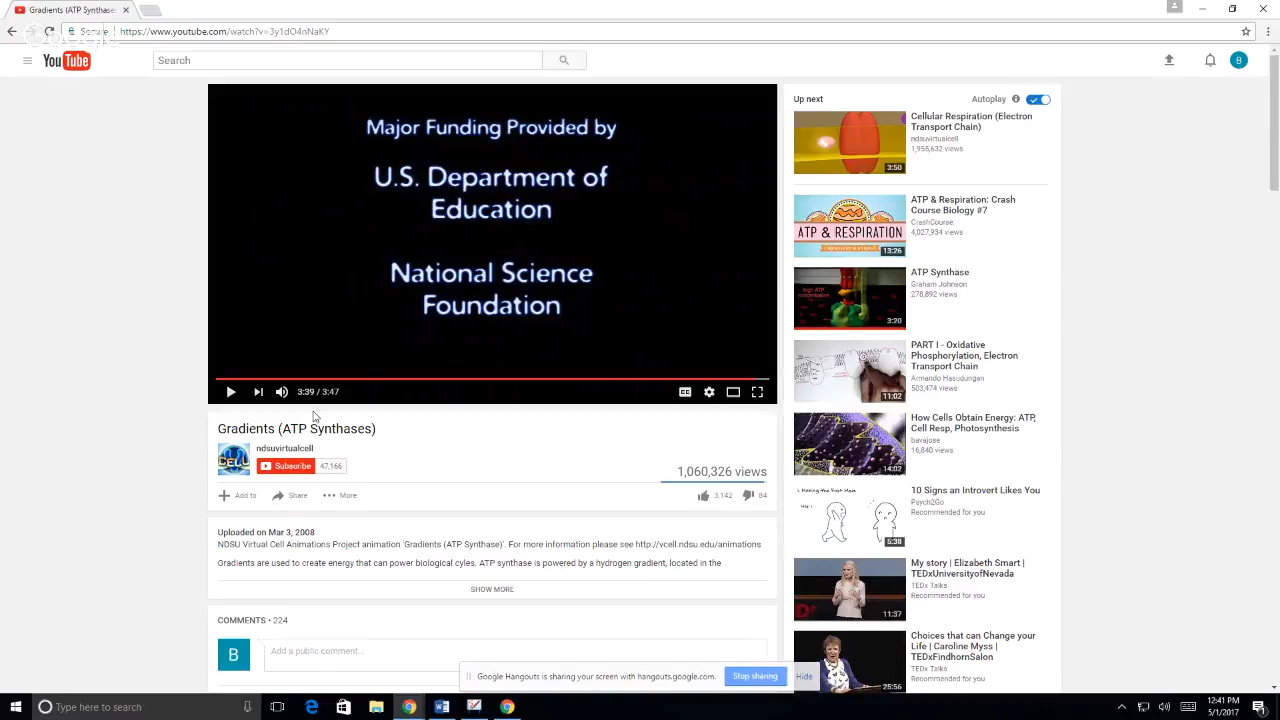 Gradients (ATP Synthases)
Secure
https://www.youtube.com/watch?v=3y1dO4nNaKY
YouTube
Search
B
Major Funding Provided by
U.S. Department of
Education
National Science
Foundation
3:39 / 3:47
CC
Gradients (ATP Synthases)
ndsuvirtualcell
Subscribe 47,166
1,060,326 views
Add to Share More
3,142 84
Uploaded on Mar 3, 2008
NDSU Virtual Cell Animations Project animation 'Gradients (ATP Synthase)'. For more information please see http://vcell.ndsu.edu/animations
Gradients are used to create energy that can power biological cyles. ATP synthase is powered by a hydrogen gradient, located in the
SHOW MORE
COMMENTS • 224
B
Add a public comment...
Up next
Autoplay
Cellular Respiration (Electron
Transport Chain)
ndsuvirtualcell
1,955,632 views
3:50
ATP & Respiration: Crash
Course Biology #7
CrashCourse
4,027,934 views
ATP & RESPIRATION
13:26
ATP Synthase
Graham Johnson
278,892 views
3:20
PART I - Oxidative
Phosphorylation, Electron
Transport Chain
Armando Hasudungan
503,474 views
11:02
How Cells Obtain Energy: ATP,
Cell Resp, Photosynthesis
bavajose
16,840 views
14:02
10 Signs an Introvert Likes You
Psych2Go
Recommended for you
5:38
My story | Elizabeth Smart |
TEDxUniversityofNevada
TEDx Talks
Recommended for you
11:37
Choices that can Change your
Life | Caroline Myss |
TEDxFindhornSalon
TEDx Talks
Recommended for you
25:56
Google Hangouts is sharing your screen with hangouts.google.com.
Stop sharing
Hide
Type here to search
12:41 PM
5/1/2017